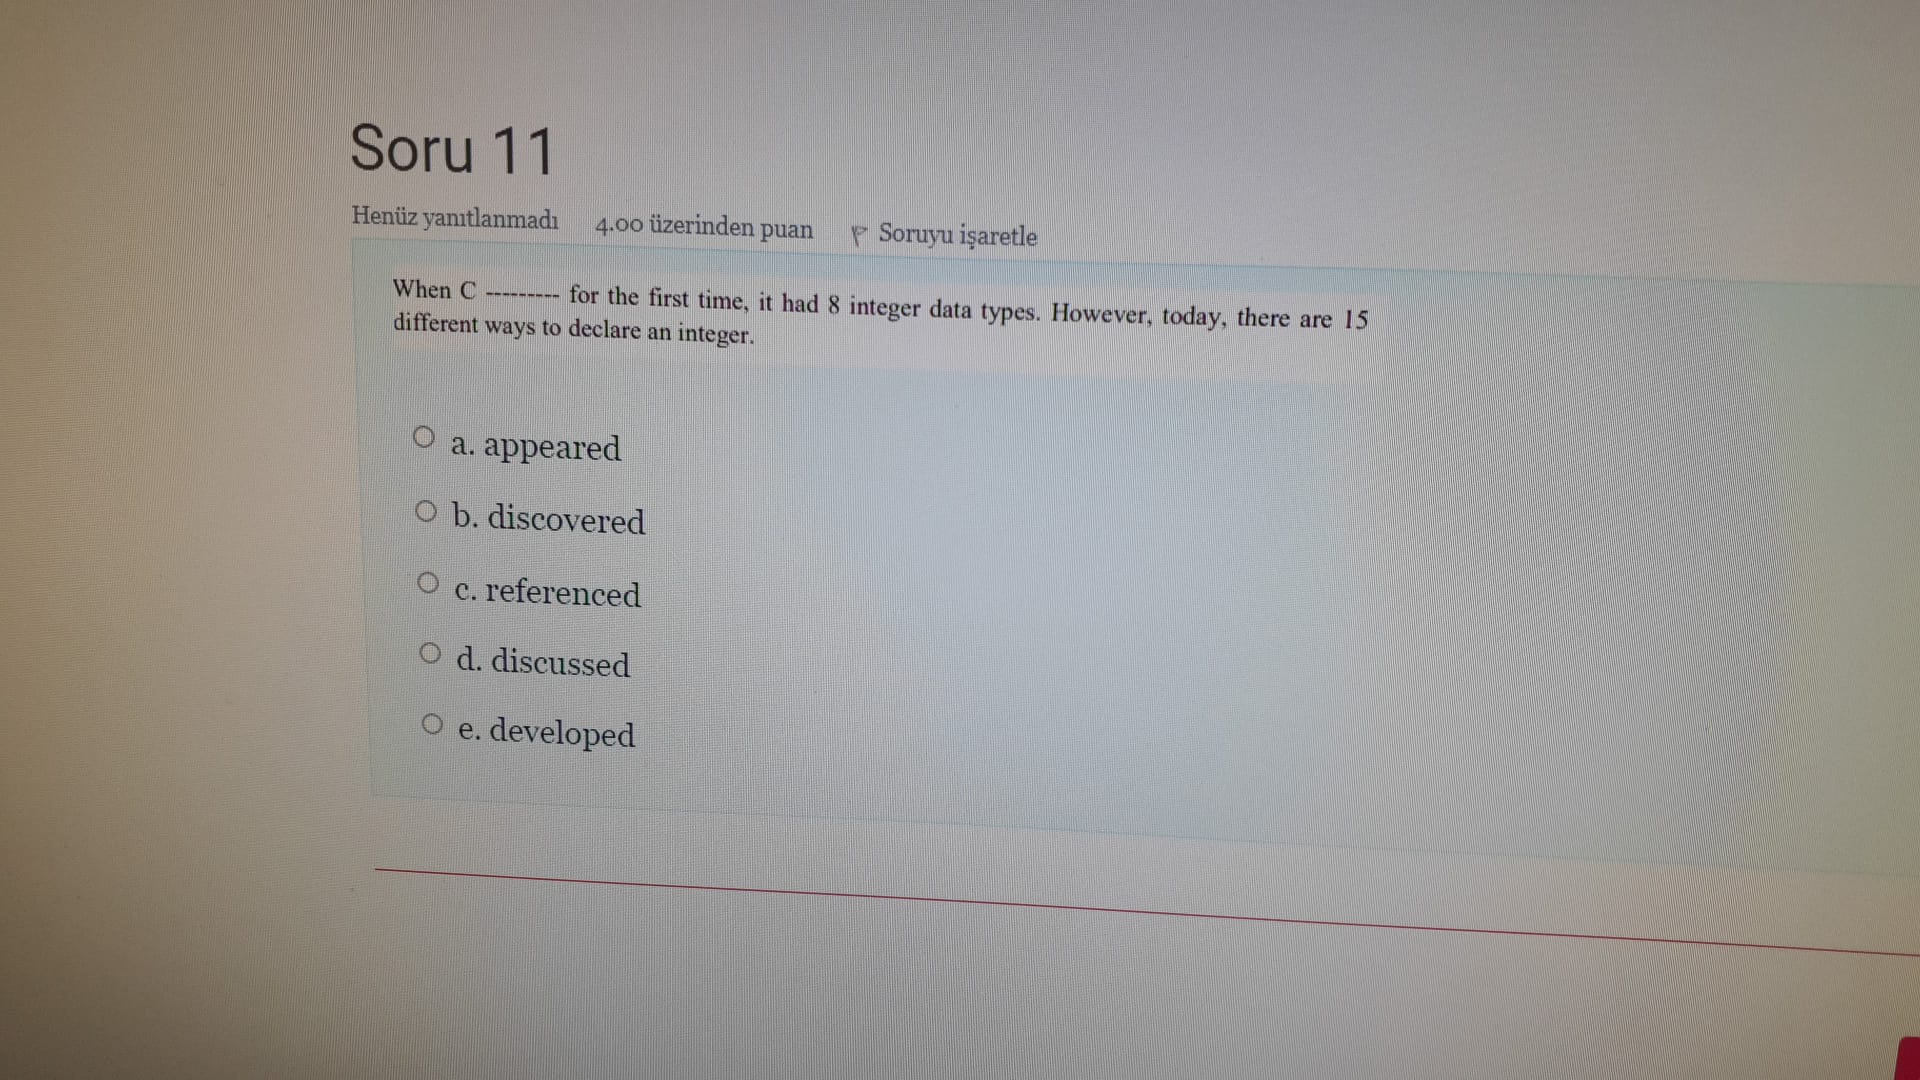 Soru 11
Henüz yanıtlanmadı 4.00 üzerinden puan Soruyu işaretle
When C --------- for the first time, it had 8 integer data types. However, today, there are 15
different ways to declare an integer.
a. appeared
b. discovered
c. referenced
d. discussed
e. developed